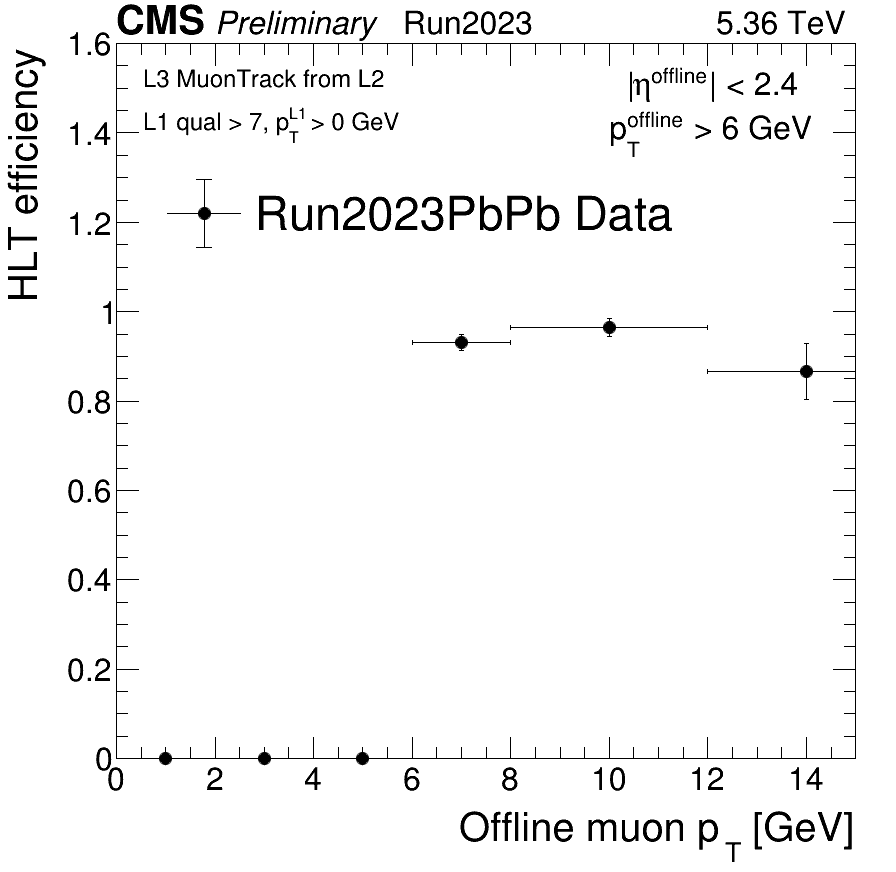 CMS Preliminary Run2023 5.36 TeV
L3 MuonTrack from L2
|η^offline| < 2.4
L1 qual > 7, p_T^L1 > 0 GeV
p_T^offline > 6 GeV
Run2023PbPb Data
HLT efficiency
1.6
1.4
1.2
1
0.8
0.6
0.4
0.2
0
0 2 4 6 8 10 12 14
Offline muon p_T [GeV]